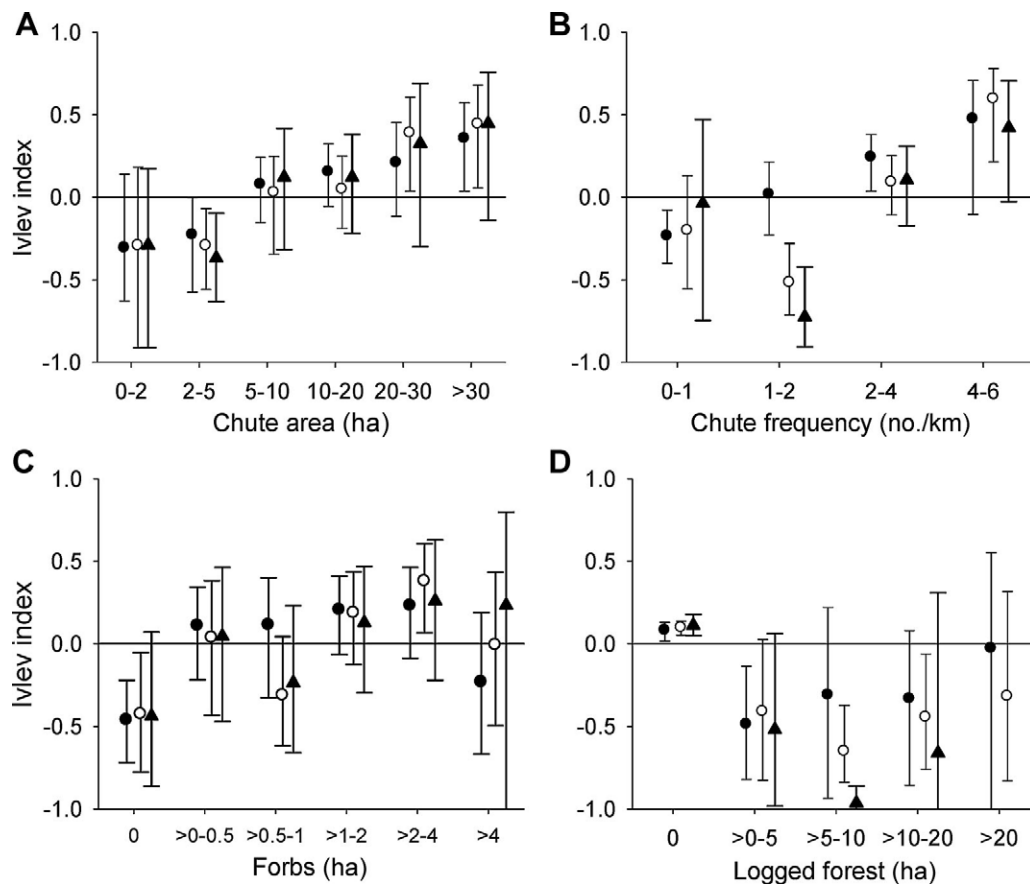 A
B
1.0
0.5
0.0
-0.5
-1.0
Ivlev index
0-2 2-5 5-10 10-20 20-30 >30
Chute area (ha)
1.0
0.5
0.0
-0.5
-1.0
0-1 1-2 2-4 4-6
Chute frequency (no./km)
C
D
1.0
0.5
0.0
-0.5
-1.0
Ivlev index
0 >0-0.5 >0.5-1 >1-2 >2-4 >4
Forbs (ha)
1.0
0.5
0.0
-0.5
-1.0
0 >0-5 >5-10 >10-20 >20
Logged forest (ha)